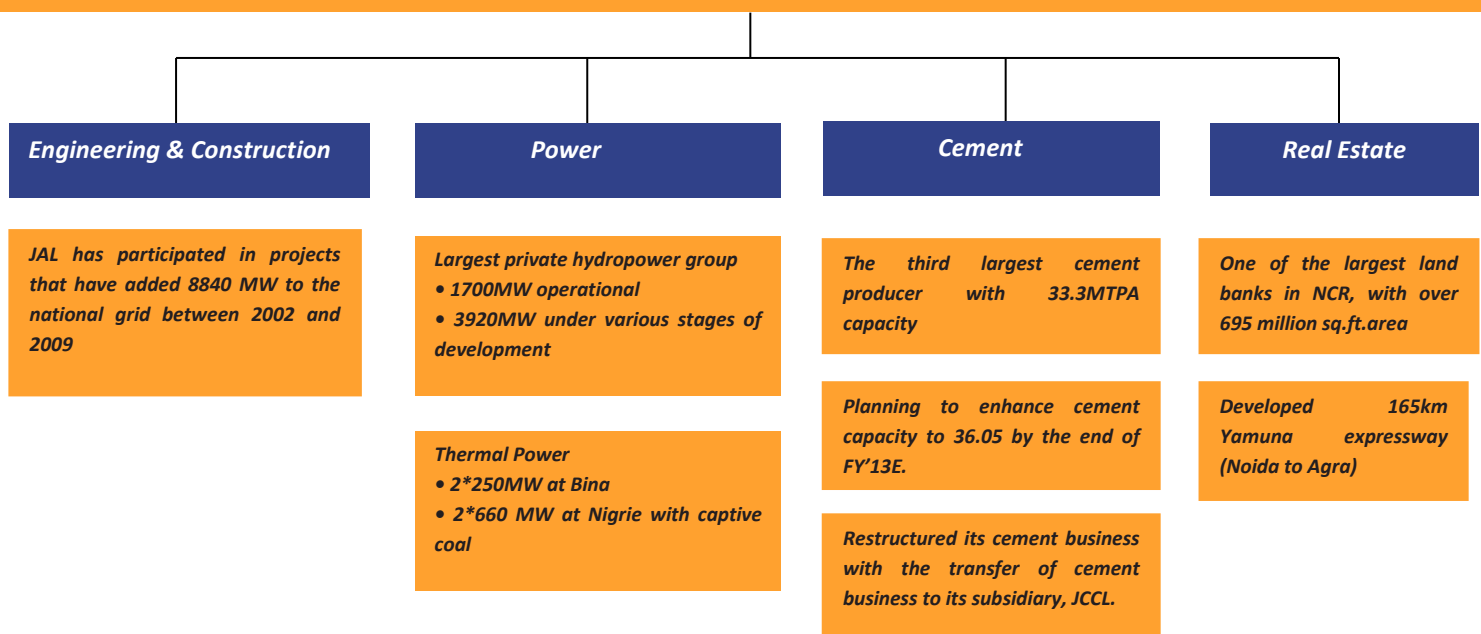 Engineering & Construction
JAL has participated in projects
that have added 8840 MW to the
national grid between 2002 and
2009
Power
Largest private hydropower group
• 1700MW operational
• 3920MW under various stages of
development
Thermal Power
• 2*250MW at Bina
• 2*660 MW at Nigrie with captive
coal
Cement
The third largest cement
producer with 33.3MTPA
capacity
Planning to enhance cement
capacity to 36.05 by the end of
FY’13E.
Restructured its cement business
with the transfer of cement
business to its subsidiary, JCCL.
Real Estate
One of the largest land
banks in NCR, with over
695 million sq.ft.area
Developed 165km
Yamuna expressway
(Noida to Agra)